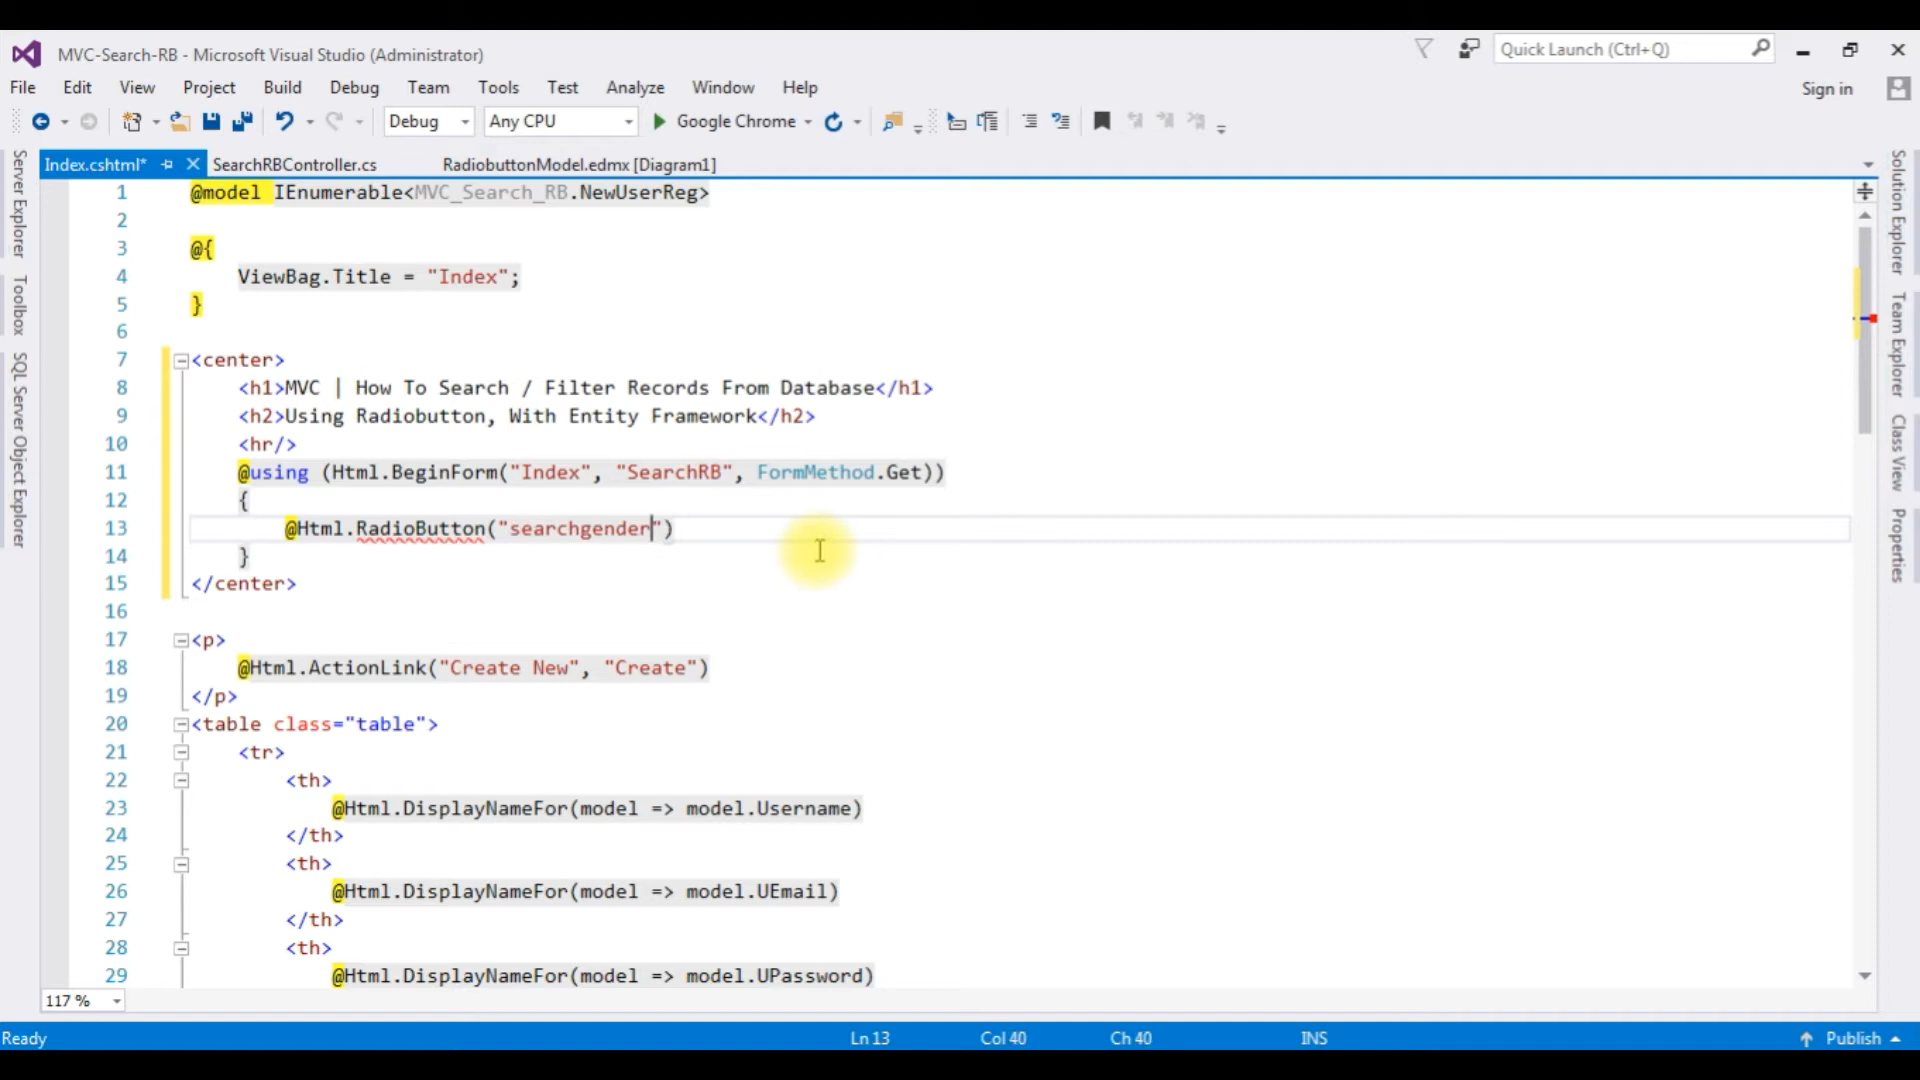 MVC-Search-RB - Microsoft Visual Studio (Administrator)
Quick Launch (Ctrl+Q)
File Edit View Project Build Debug Team Tools Test Analyze Window Help
Sign in
Debug Any CPU Google Chrome
Index.cshtml* SearchRBController.cs RadiobuttonModel.edmx [Diagram1]
Server Explorer
Toolbox
SQL Server Object Explorer
1 @model IEnumerable<MVC_Search_RB.NewUserReg>
2
3 @{
4 ViewBag.Title = "Index";
5 }
6
7 <center>
8 <h1>MVC | How To Search / Filter Records From Database</h1>
9 <h2>Using Radiobutton, With Entity Framework</h2>
10 <hr/>
11 @using (Html.BeginForm("Index", "SearchRB", FormMethod.Get))
12 {
13 @Html.RadioButton("searchgender")
14 }
15 </center>
16
17 <p>
18 @Html.ActionLink("Create New", "Create")
19 </p>
20 <table class="table">
21 <tr>
22 <th>
23 @Html.DisplayNameFor(model => model.Username)
24 </th>
25 <th>
26 @Html.DisplayNameFor(model => model.UEmail)
27 </th>
28 <th>
29 @Html.DisplayNameFor(model => model.UPassword)
Solution Explorer
Team Explorer
Class View
Properties
117 %
Ready Ln 13 Col 40 Ch 40 INS Publish